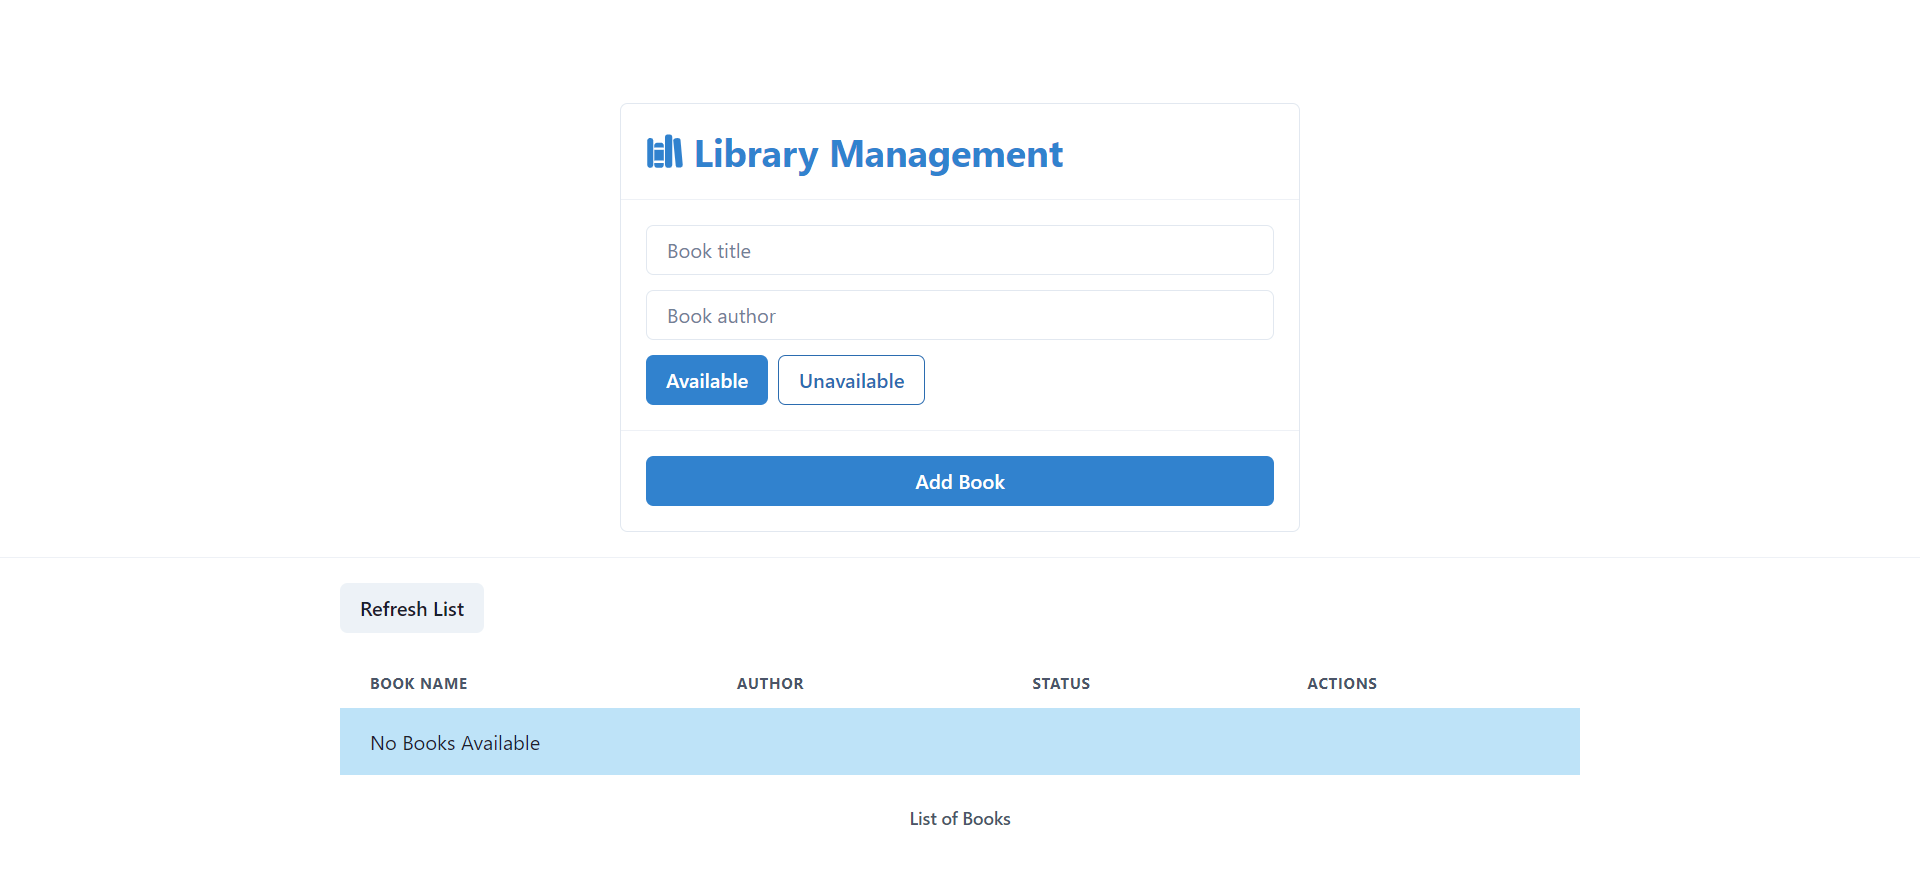 Library Management
Book title
Book author
Available Unavailable
Add Book
Refresh List
BOOK NAME AUTHOR STATUS ACTIONS
No Books Available
List of Books